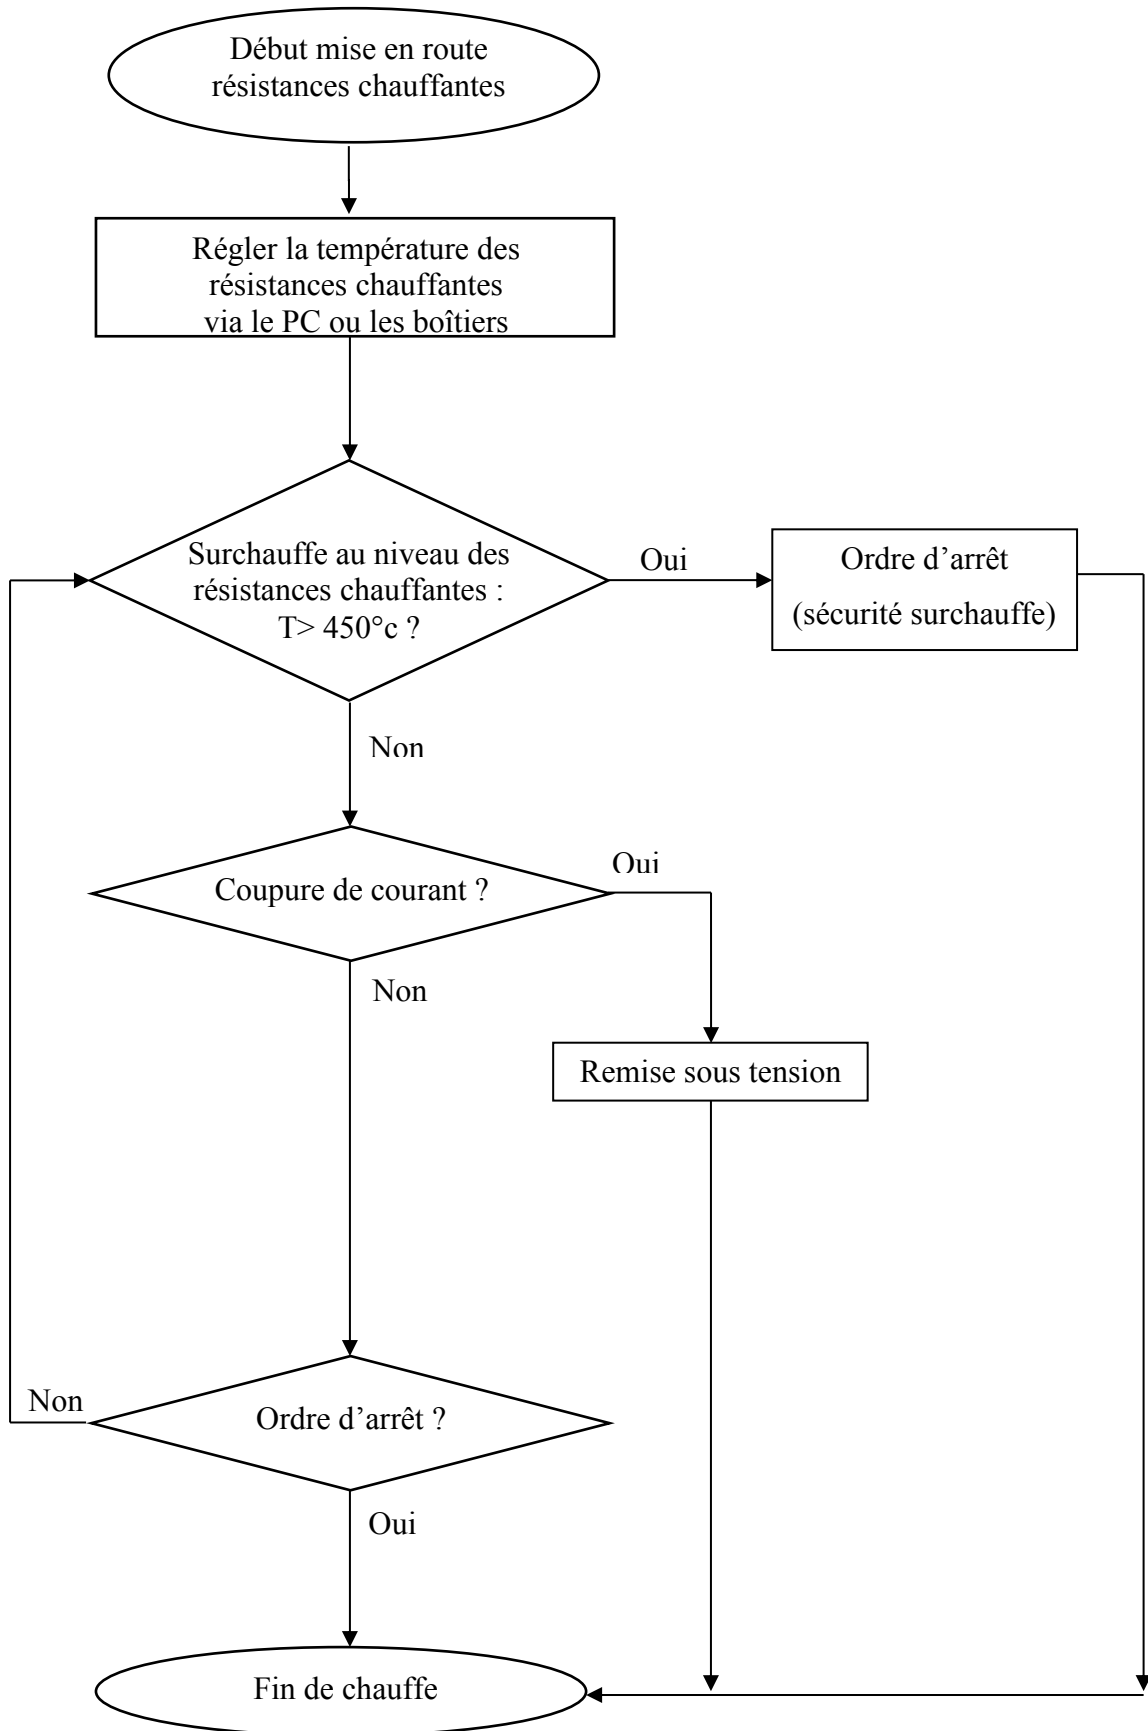 Début mise en route
résistances chauffantes
Régler la température des
résistances chauffantes
via le PC ou les boîtiers
Surchauffe au niveau des
résistances chauffantes :
T> 450°c ?
Oui
Ordre d’arrêt
(sécurité surchauffe)
Non
Coupure de courant ?
Oui
Non
Remise sous tension
Non
Ordre d’arrêt ?
Oui
Fin de chauffe